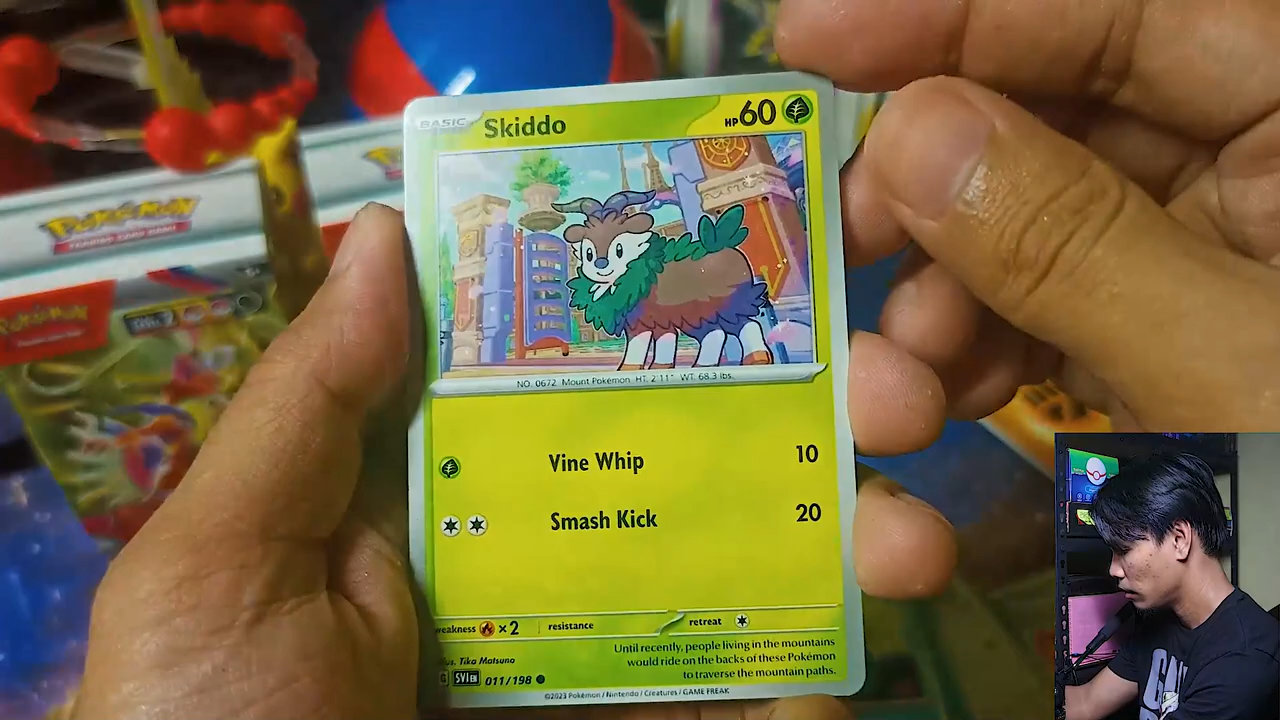 BASIC
Skiddo
HP60
NO. 0672 Mount Pokémon HT: 2'11" WT: 68.3 lbs.
Vine Whip 10
Smash Kick 20
weakness ×2 resistance retreat
Illus. Tika Matsuno
Until recently, people living in the mountains
would ride on the backs of these Pokémon
to traverse the mountain paths.
G SVI EN 011/198
©2023 Pokémon / Nintendo / Creatures / GAME FREAK
POKÉMON
TRADING CARD GAME
POKÉMON